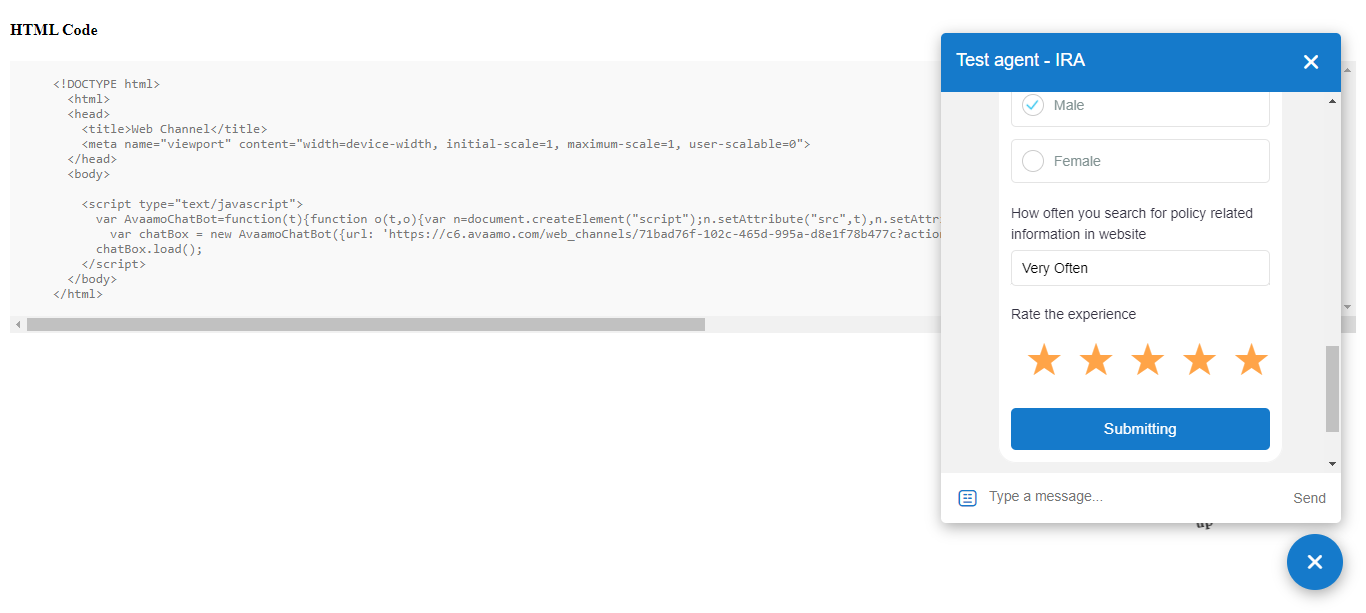 HTML Code
<!DOCTYPE html>
<html>
<head>
<title>Web Channel</title>
<meta name="viewport" content="width=device-width, initial-scale=1, maximum-scale=1, user-scalable=0">
</head>
<body>
<script type="text/javascript">
var AvaamoChatBot=function(t){function o(t,o){var n=document.createElement("script");n.setAttribute("src",t),n.setAttr
var chatBox = new AvaamoChatBot({url: 'https://c6.avaamo.com/web_channels/71bad76f-102c-465d-995a-d8e1f78b477c?action
chatBox.load();
</script>
</body>
</html>
Test agent - IRA
Male
Female
How often you search for policy related
information in website
Very Often
Rate the experience
Submitting
Type a message...
Send
up